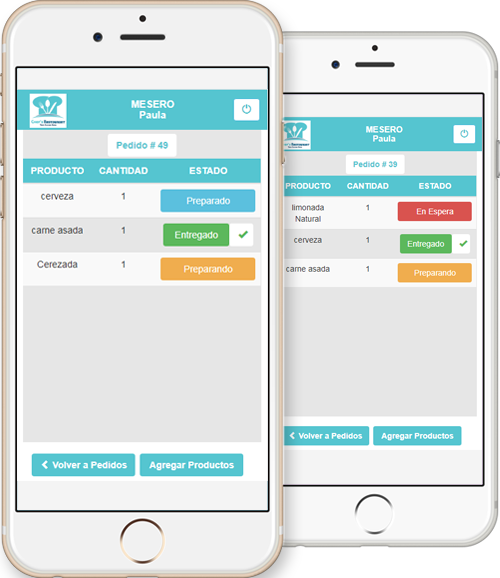 MESERO
Paula
Pedido # 49
PRODUCTO CANTIDAD ESTADO
cerveza 1 Preparado
carne asada 1 Entregado
Cerezada 1 Preparando
Volver a Pedidos Agregar Productos
MESERO
Paula
Pedido # 39
PRODUCTO CANTIDAD ESTADO
limonada
Natural 1 En Espera
cerveza 1 Entregado
carne asada 1 Preparando
Volver a Pedidos Agregar Productos